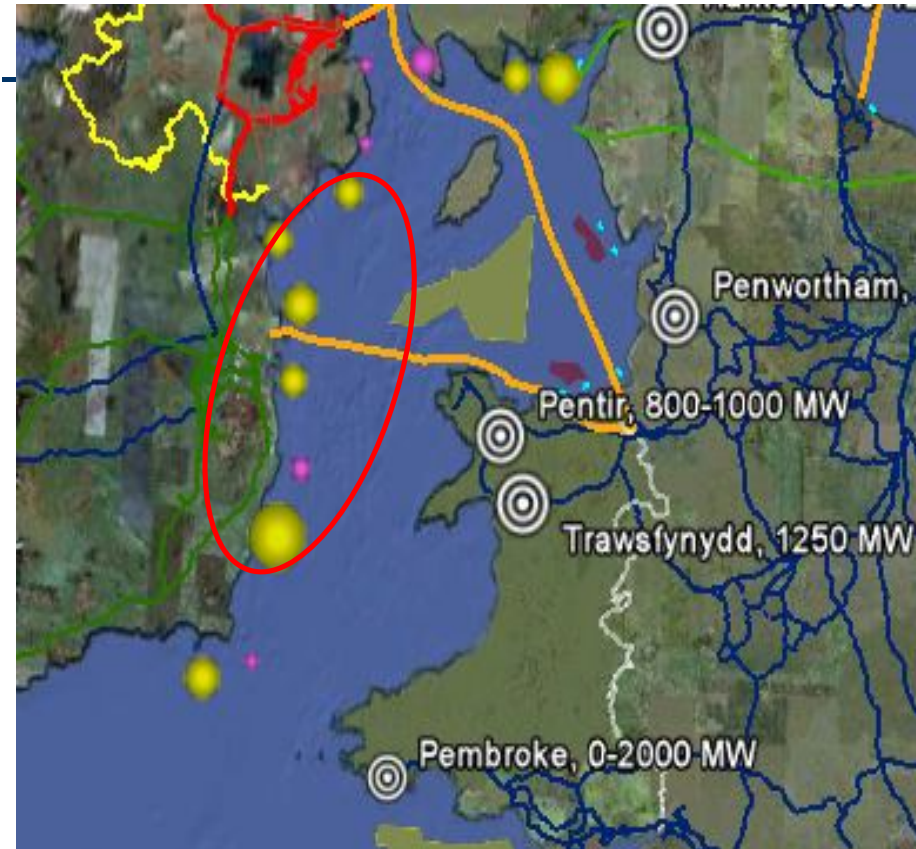 Penwortham,
Pentir, 800-1000 MW
Trawsfynydd, 1250 MW
Pembroke, 0-2000 MW